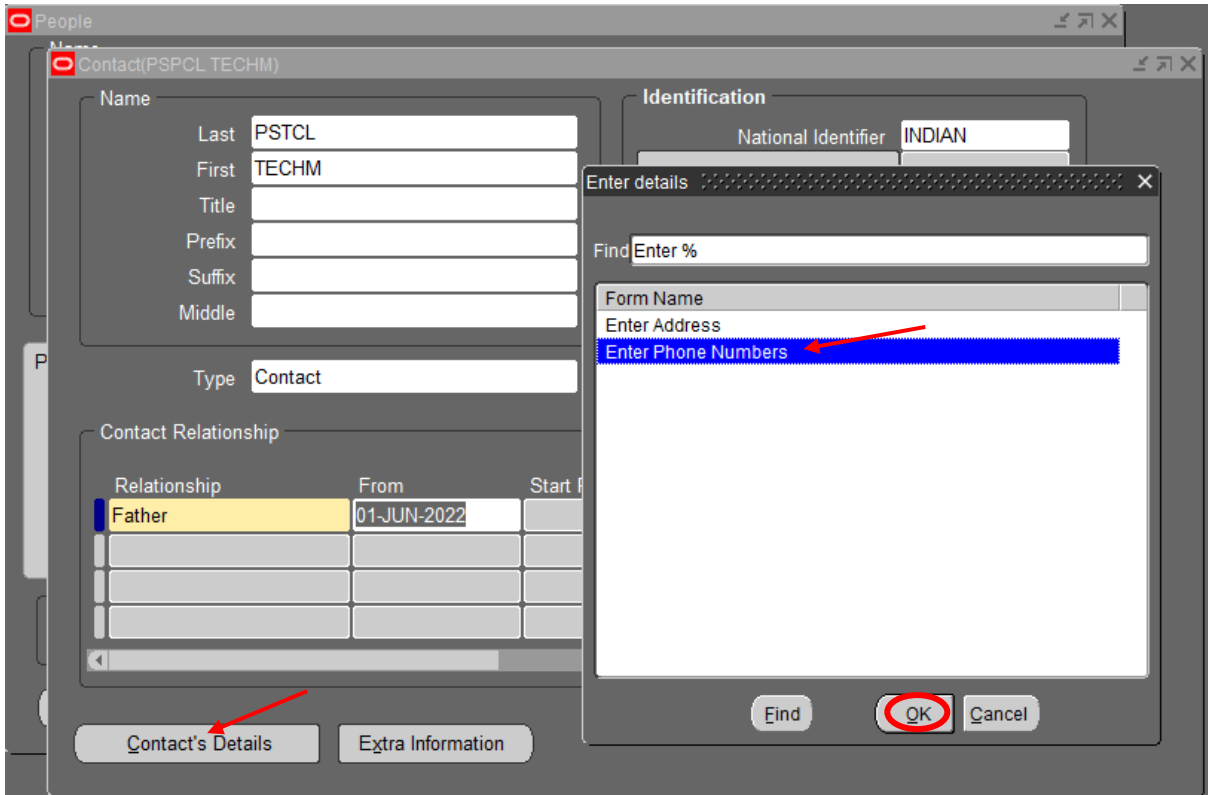 People
Name
Contact(PSPCL TECHM)
Name
Last PSTCL
First TECHM
Title
Prefix
Suffix
Middle
Type Contact
Identification
National Identifier INDIAN
Contact Relationship
Relationship From Start
Father 01-JUN-2022
Contact's Details Extra Information
Enter details
Find Enter %
Form Name
Enter Address
Enter Phone Numbers
Find OK Cancel